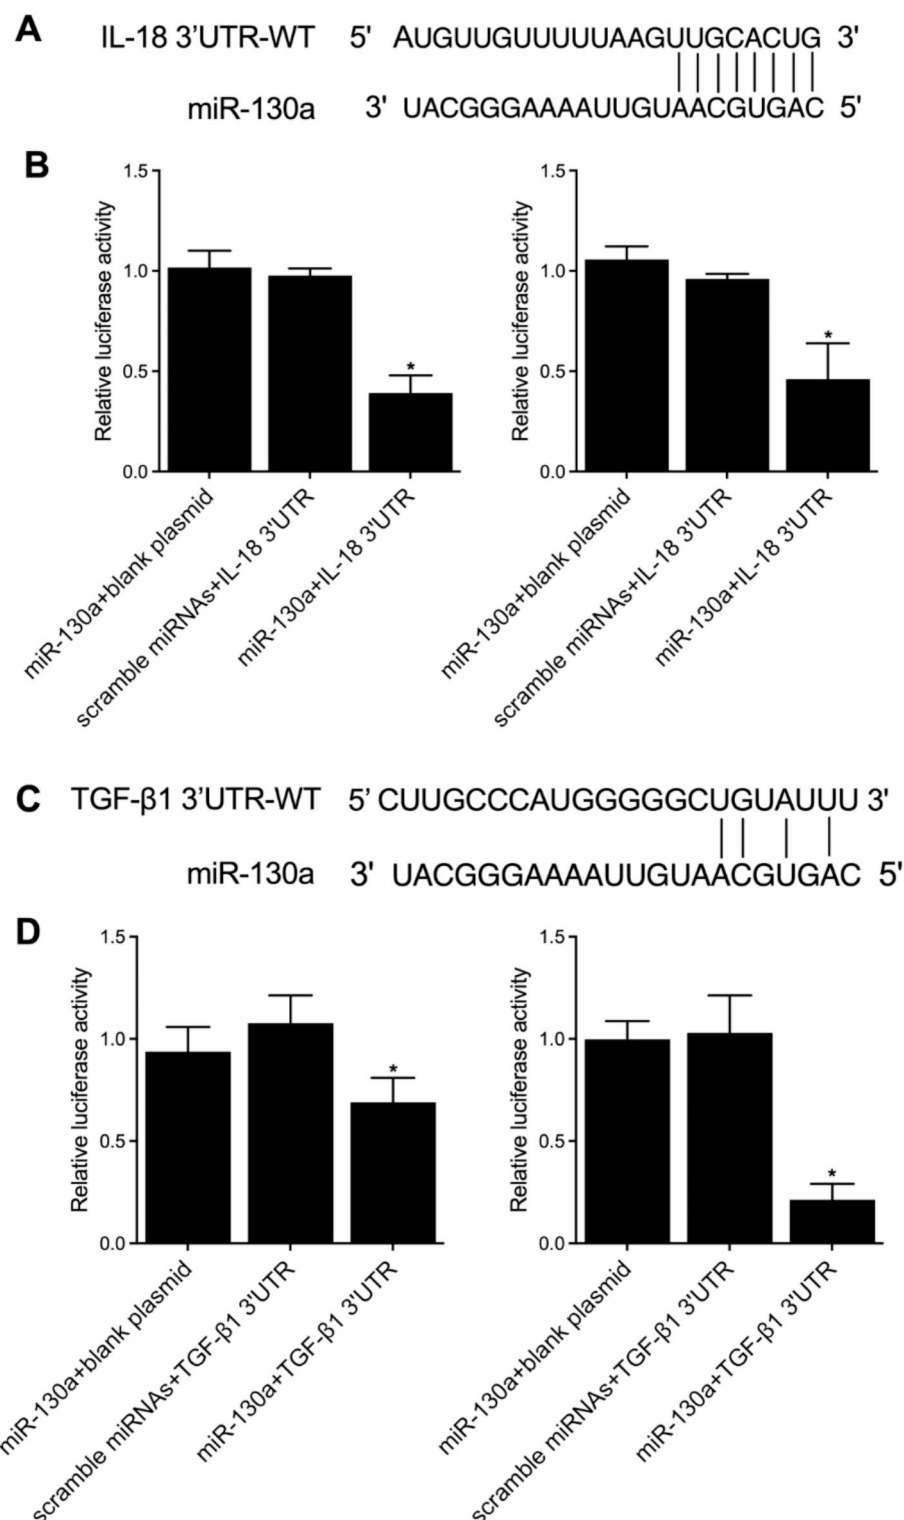 A
IL-18 3'UTR-WT 5' AUGUUGUUUUUAAGUUGCACUG 3'
miR-130a 3' UACGGGAAAAUUGUAACGUGAC 5'
B
1.5
1.0
0.5
0.0
Relative luciferase activity
*
miR-130a+blank plasmid
scramble miRNAs+IL-18 3'UTR
miR-130a+IL-18 3'UTR
1.5
1.0
0.5
0.0
Relative luciferase activity
*
miR-130a+blank plasmid
scramble miRNAs+IL-18 3'UTR
miR-130a+IL-18 3'UTR
C
TGF-β1 3'UTR-WT 5' CUUGCCCAUGGGGGCUGUAUUU 3'
miR-130a 3' UACGGGAAAAUUGUAACGUGAC 5'
D
1.5
1.0
0.5
0.0
Relative luciferase activity
*
miR-130a+blank plasmid
scramble miRNAs+TGF-β1 3'UTR
miR-130a+TGF-β1 3'UTR
1.5
1.0
0.5
0.0
Relative luciferase activity
*
miR-130a+blank plasmid
scramble miRNAs+TGF-β1 3'UTR
miR-130a+TGF-β1 3'UTR